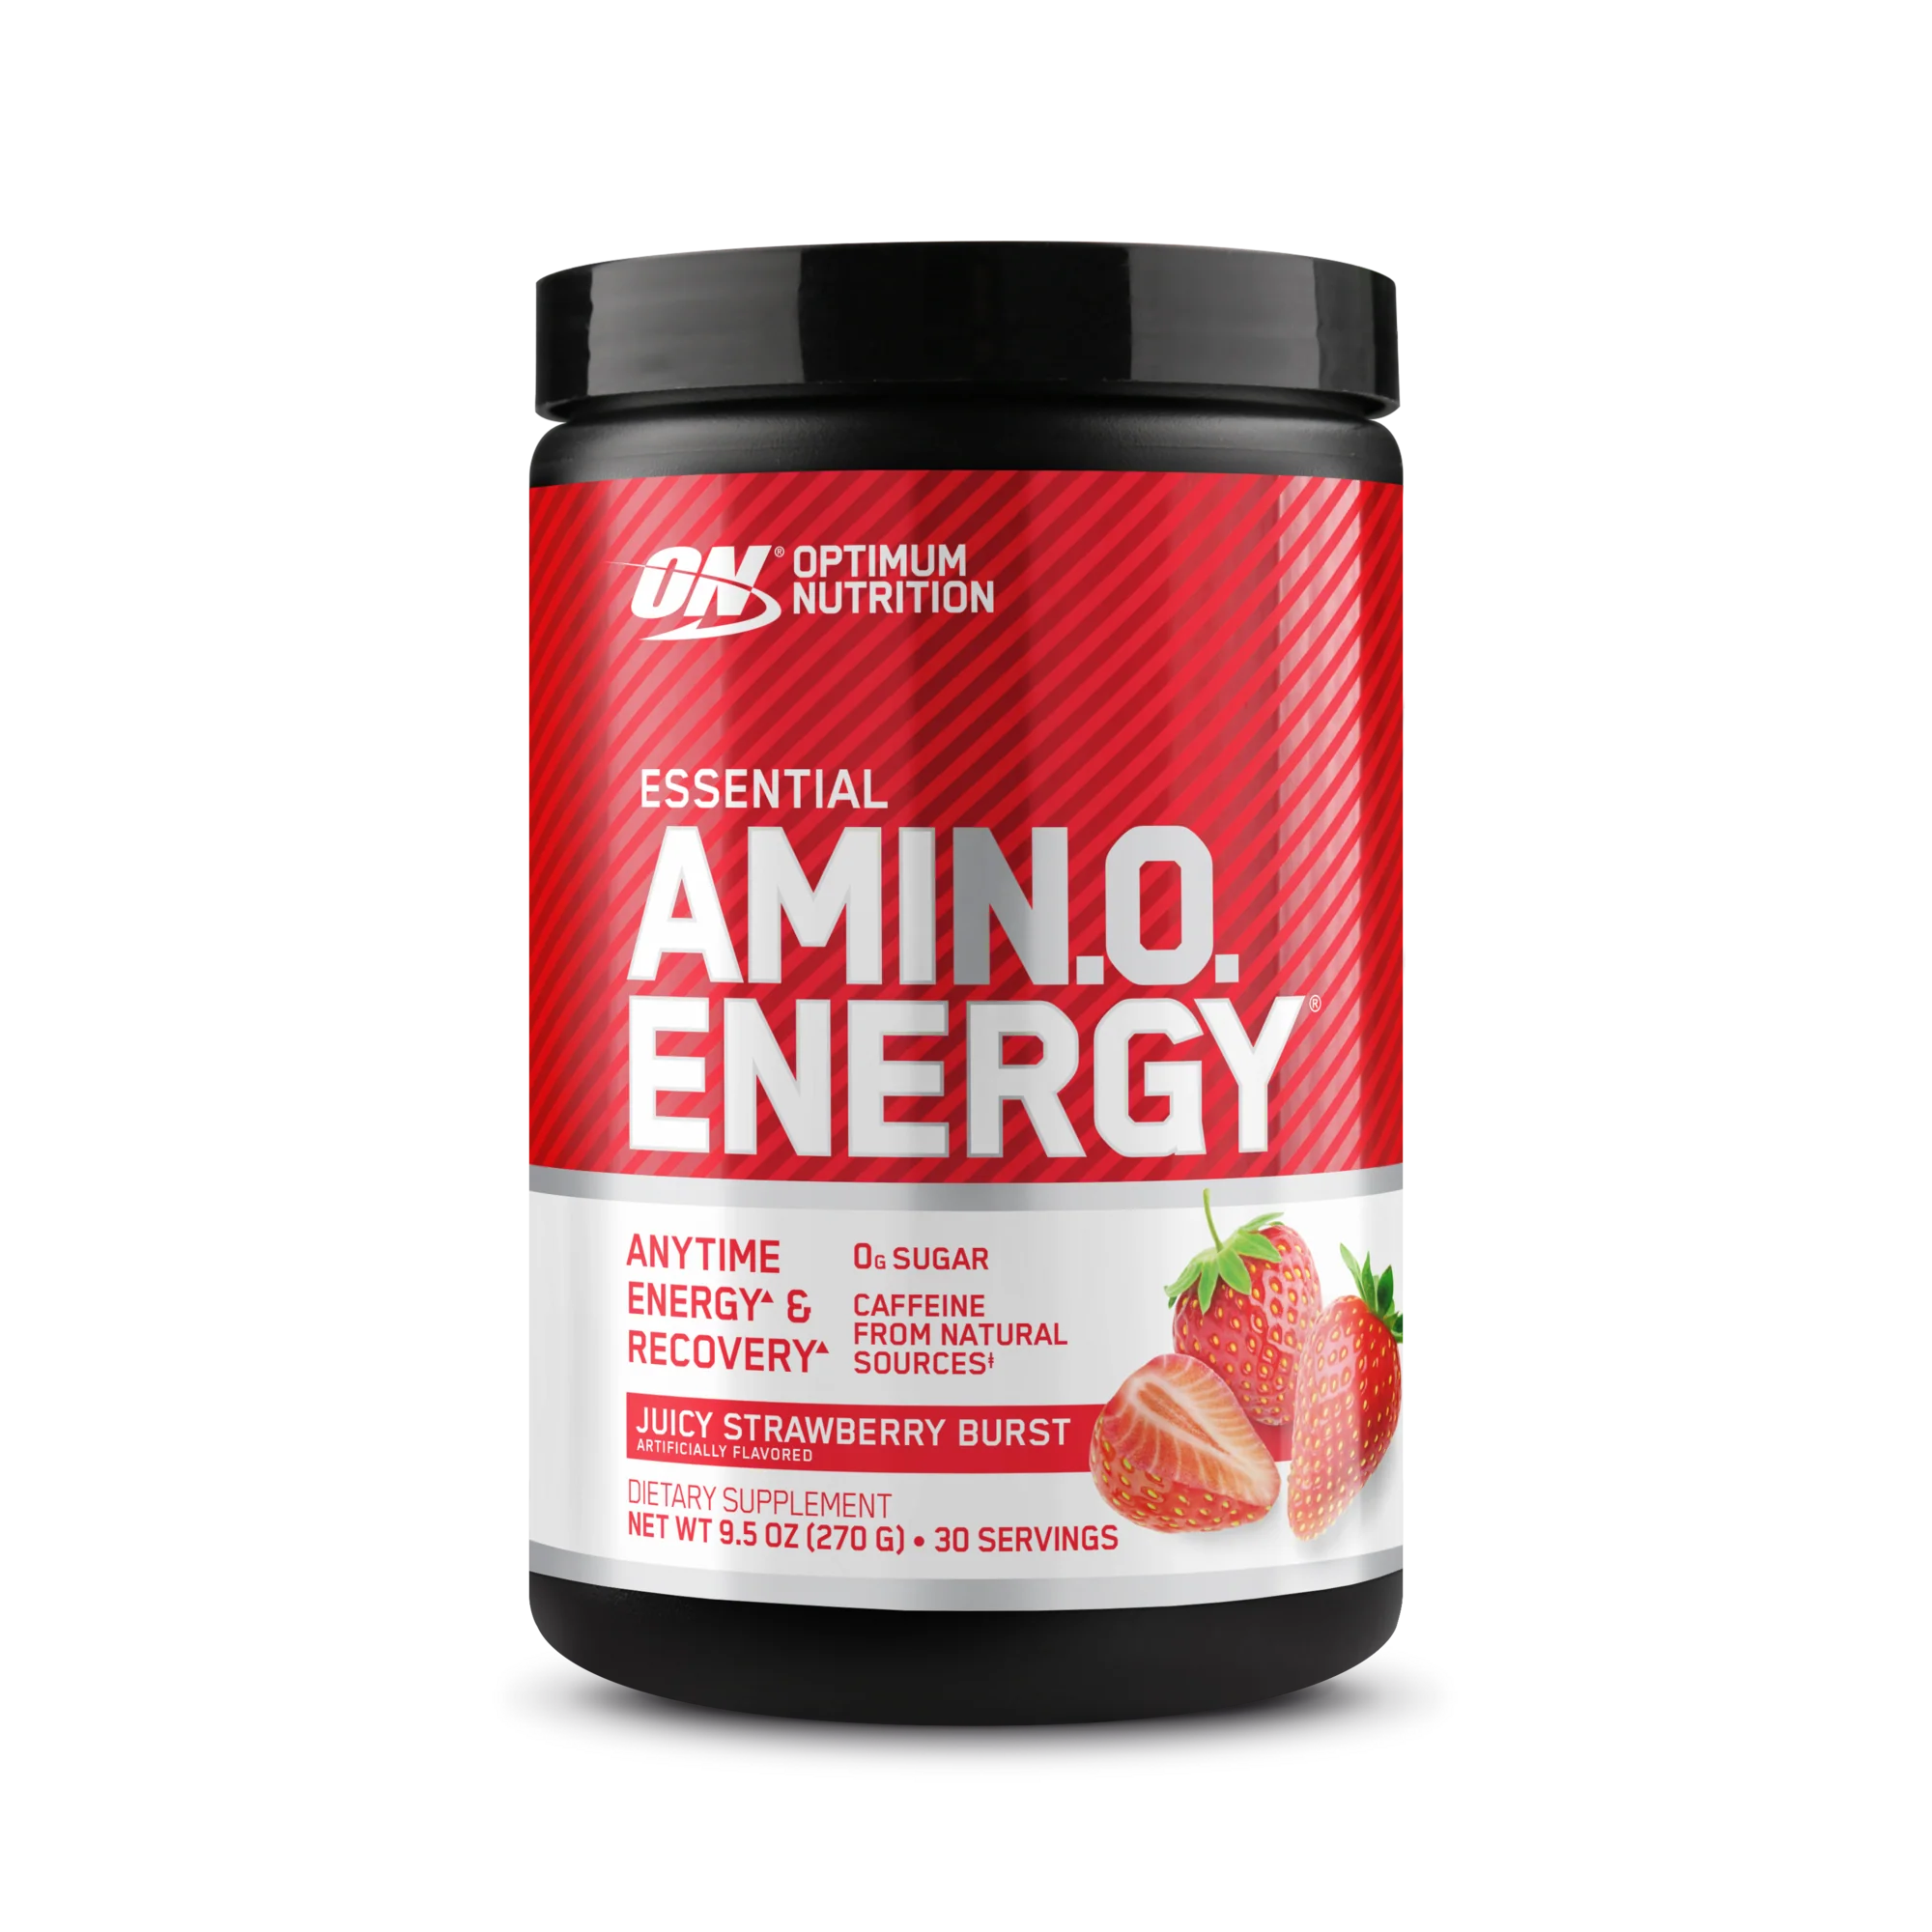 ON® OPTIMUM
NUTRITION
ESSENTIAL
AMIN.O.
ENERGY®
ANYTIME
ENERGY▲ &
RECOVERY▲
0G SUGAR
CAFFEINE
FROM NATURAL
SOURCES‡
JUICY STRAWBERRY BURST
ARTIFICIALLY FLAVORED
DIETARY SUPPLEMENT
NET WT 9.5 OZ (270 G) • 30 SERVINGS